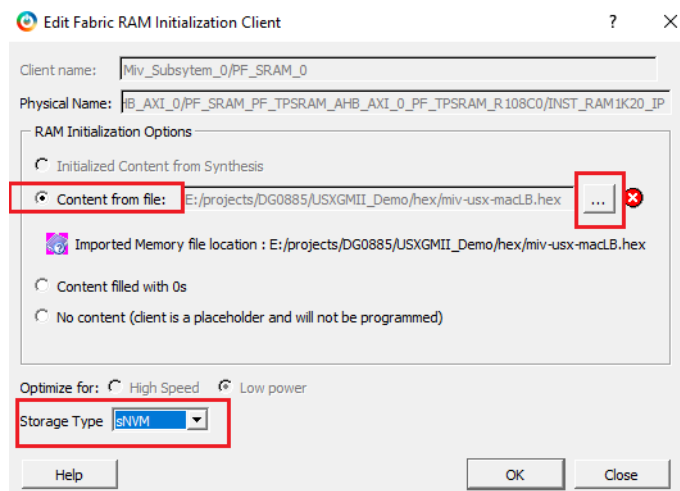 Edit Fabric RAM Initialization Client
Client name: Miv_Subsytem_0/PF_SRAM_0
Physical Name: HB_AXI_0/PF_SRAM_PF_TPSRAM_AHB_AXI_0_PF_TPSRAM_R108C0/INST_RAM1K20_IP
RAM Initialization Options
Initialized Content from Synthesis
Content from file: E:/projects/DG0885/USXGMII_Demo/hex/miv-usx-macLB.hex ...
Imported Memory file location : E:/projects/DG0885/USXGMII_Demo/hex/miv-usx-macLB.hex
Content filled with 0s
No content (client is a placeholder and will not be programmed)
Optimize for: High Speed Low power
Storage Type sNVM
Help OK Close